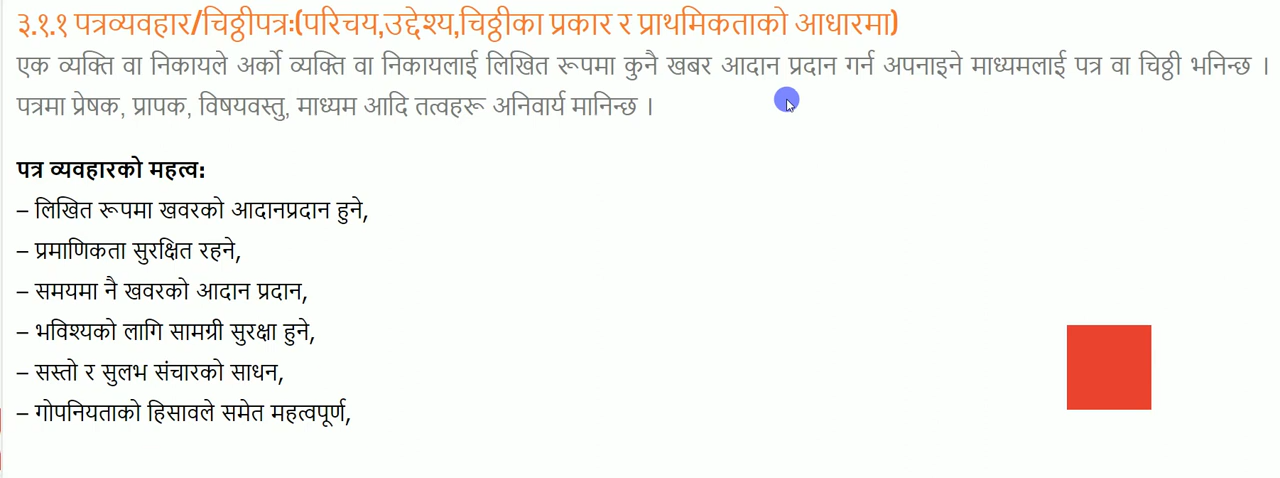 ३.१.१ पत्रव्यवहार/चिठ्ठीपत्रः(परिचय,उद्देश्य,चिठ्ठीका प्रकार र प्राथमिकताको आधारमा)
एक व्यक्ति वा निकायले अर्को व्यक्ति वा निकायलाई लिखित रूपमा कुनै खबर आदान प्रदान गर्न अपनाइने माध्यमलाई पत्र वा चिठ्ठी भनिन्छ ।
पत्रमा प्रेषक, प्रापक, विषयवस्तु, माध्यम आदि तत्वहरू अनिवार्य मानिन्छ ।
पत्र व्यवहारको महत्व:
– लिखित रूपमा खवरको आदानप्रदान हुने,
– प्रमाणिकता सुरक्षित रहने,
– समयमा नै खवरको आदान प्रदान,
– भविश्यको लागि सामग्री सुरक्षा हुने,
– सस्तो र सुलभ संचारको साधन,
– गोपनियताको हिसावले समेत महत्वपूर्ण,